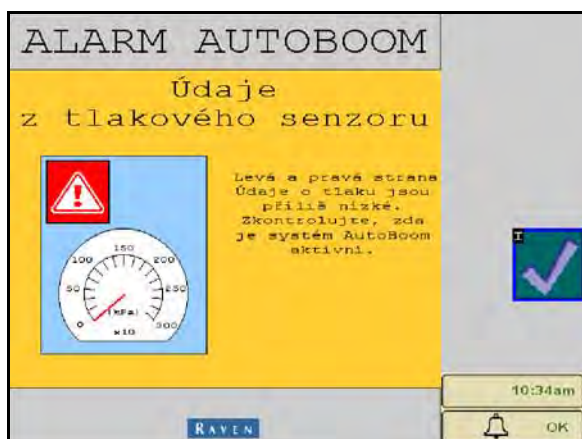 ALARM AUTOBOOM
Údaje
z tlakového senzoru
Levá a pravá strana
Údaje o tlaku jsou
příliš nízké.
Zkontrolujte, zda
je systém AutoBoom
aktivní.
150
100 200
50 250
(kPa)
0 300
x10
I
10:34am
RAVEN
OK